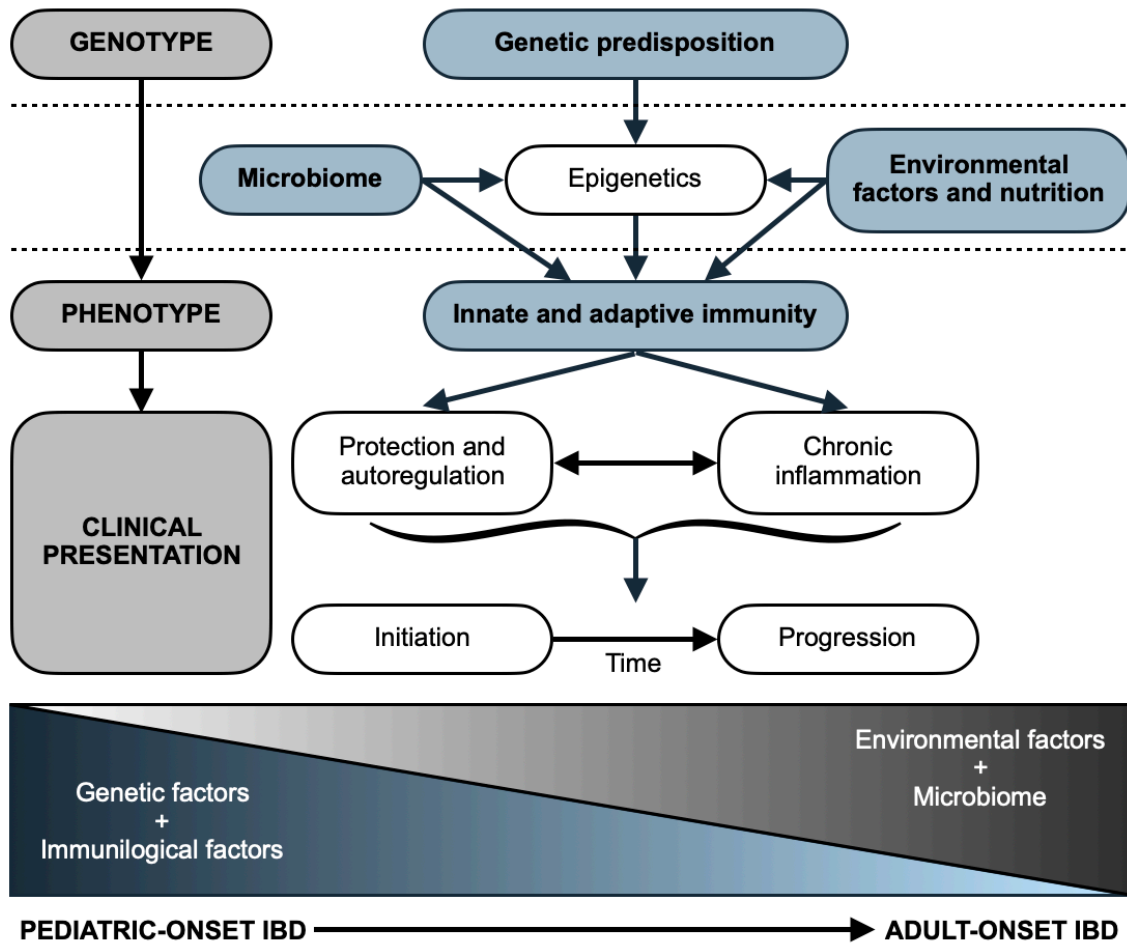 GENOTYPE
Genetic predisposition
Microbiome
Epigenetics
Environmental
factors and nutrition
PHENOTYPE
Innate and adaptive immunity
CLINICAL
PRESENTATION
Protection and
autoregulation
Chronic
inflammation
Initiation
Time
Progression
Genetic factors
+
Immunilogical factors
Environmental factors
+
Microbiome
PEDIATRIC-ONSET IBD
ADULT-ONSET IBD